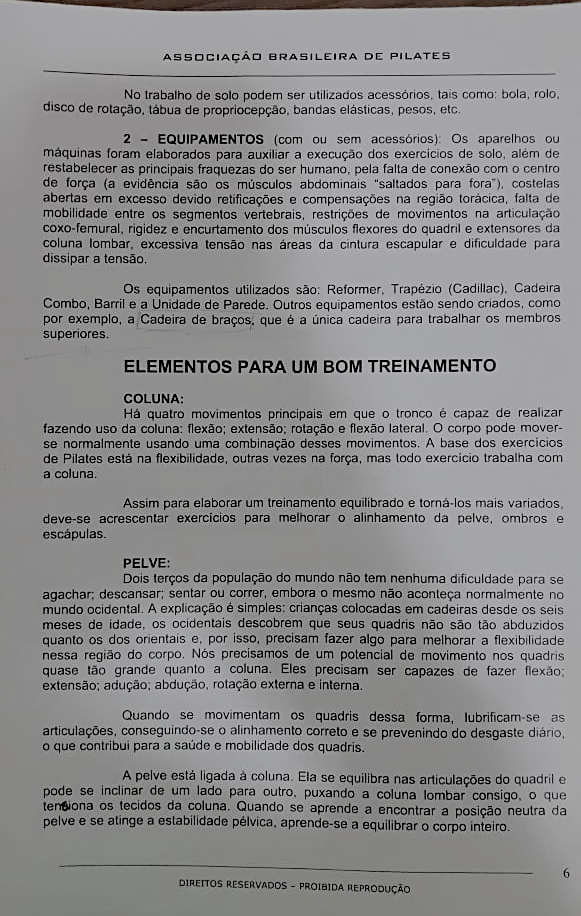 ASSOCIAÇÃO BRASILEIRA DE PILATES
No trabalho de solo podem ser utilizados acessórios, tais como: bola, rolo,
disco de rotação, tábua de propriocepção, bandas elásticas, pesos, etc.
2 – EQUIPAMENTOS (com ou sem acessórios): Os aparelhos ou
máquinas foram elaborados para auxiliar a execução dos exercícios de solo, além de
restabelecer as principais fraquezas do ser humano, pela falta de conexão com o centro
de força (a evidência são os músculos abdominais "saltados para fora"), costelas
abertas em excesso devido retificações e compensações na região torácica, falta de
mobilidade entre os segmentos vertebrais, restrições de movimentos na articulação
coxo-femural, rigidez e encurtamento dos músculos flexores do quadril e extensores da
coluna lombar, excessiva tensão nas áreas da cintura escapular e dificuldade para
dissipar a tensão.
Os equipamentos utilizados são: Reformer, Trapézio (Cadillac), Cadeira
Combo, Barril e a Unidade de Parede. Outros equipamentos estão sendo criados, como
por exemplo, a Cadeira de braços, que é a única cadeira para trabalhar os membros
superiores.
ELEMENTOS PARA UM BOM TREINAMENTO
COLUNA:
Há quatro movimentos principais em que o tronco é capaz de realizar
fazendo uso da coluna: flexão; extensão; rotação e flexão lateral. O corpo pode mover-
se normalmente usando uma combinação desses movimentos. A base dos exercícios
de Pilates está na flexibilidade, outras vezes na força, mas todo exercício trabalha com
a coluna.
Assim para elaborar um treinamento equilibrado e torná-los mais variados,
deve-se acrescentar exercícios para melhorar o alinhamento da pelve, ombros e
escápulas.
PELVE:
Dois terços da população do mundo não tem nenhuma dificuldade para se
agachar; descansar; sentar ou correr, embora o mesmo não aconteça normalmente no
mundo ocidental. A explicação é simples: crianças colocadas em cadeiras desde os seis
meses de idade, os ocidentais descobrem que seus quadris não são tão abduzidos
quanto os dos orientais e, por isso, precisam fazer algo para melhorar a flexibilidade
nessa região do corpo. Nós precisamos de um potencial de movimento nos quadris
quase tão grande quanto a coluna. Eles precisam ser capazes de fazer flexão;
extensão; adução; abdução, rotação externa e interna.
Quando se movimentam os quadris dessa forma, lubrificam-se as
articulações, conseguindo-se o alinhamento correto e se prevenindo do desgaste diário,
o que contribui para a saúde e mobilidade dos quadris.
A pelve está ligada à coluna. Ela se equilibra nas articulações do quadril e
pode se inclinar de um lado para outro, puxando a coluna lombar consigo, o que
tensiona os tecidos da coluna. Quando se aprende a encontrar a posição neutra da
pelve e se atinge a estabilidade pélvica, aprende-se a equilibrar o corpo inteiro.
6
DIREITOS RESERVADOS – PROIBIDA REPRODUÇÃO